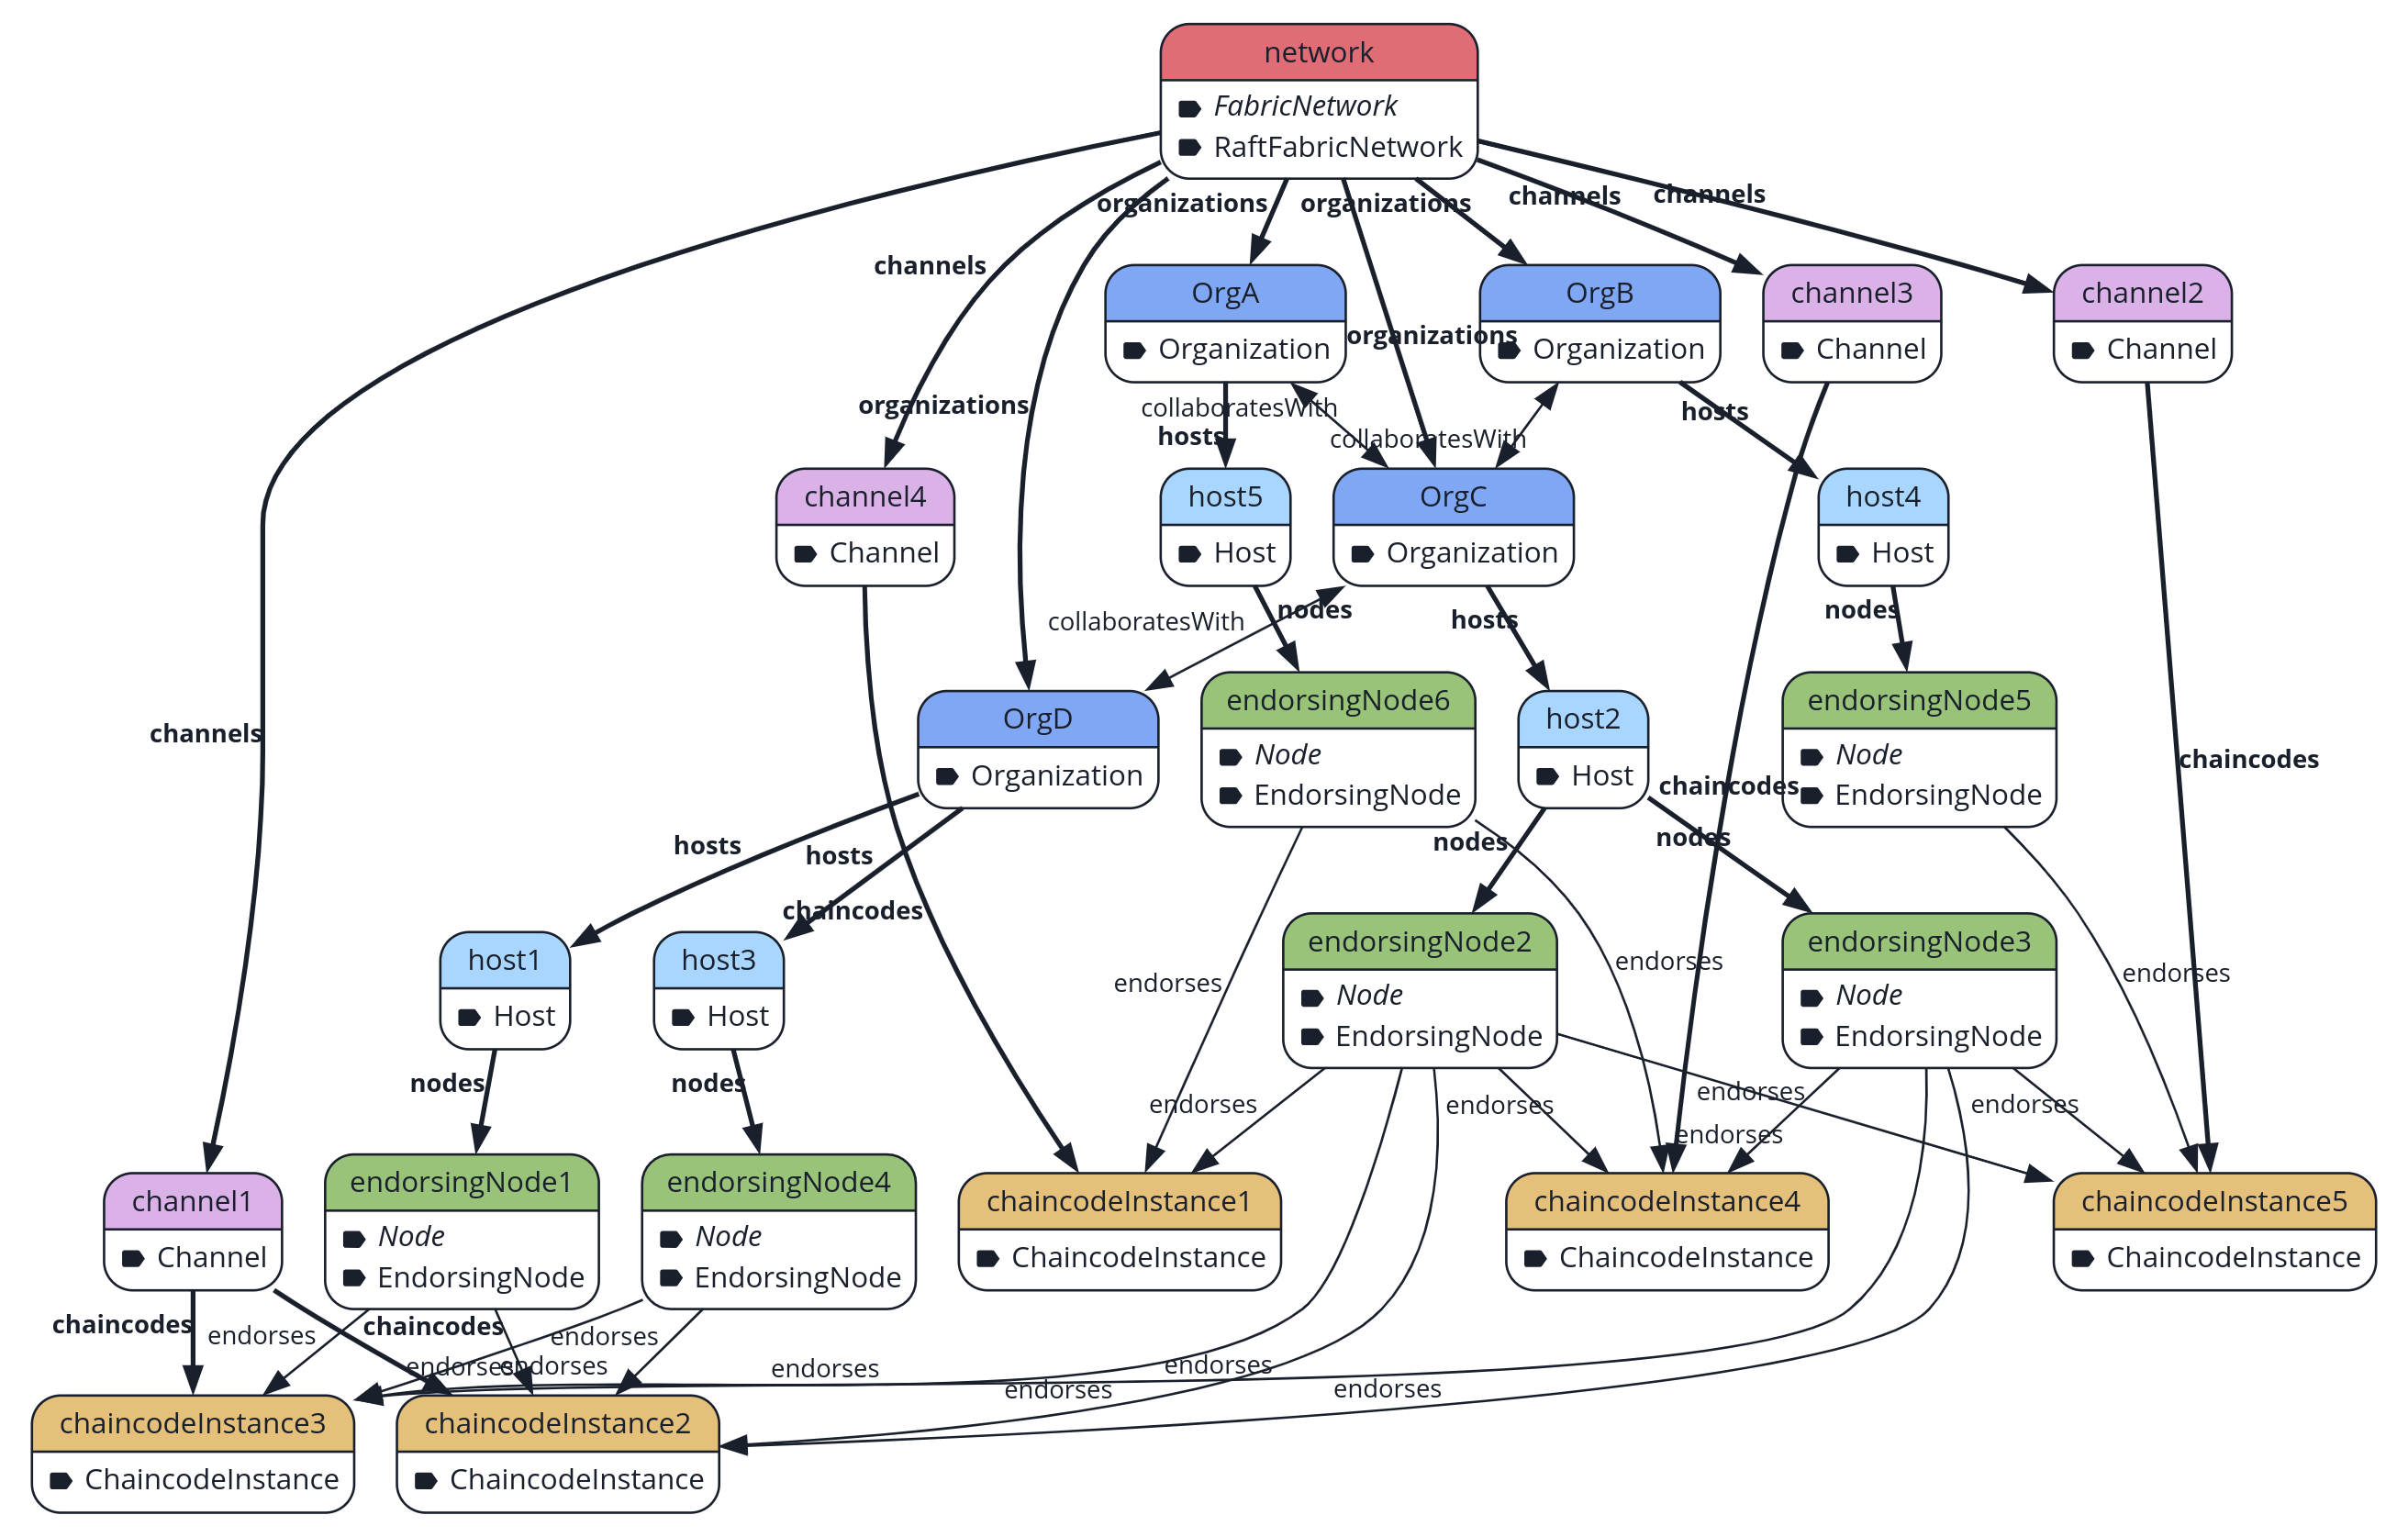 network
FabricNetwork
RaftFabricNetwork
channels
channels
organizations
organizations
organizations
organizations
channels
channels
OrgA
Organization
OrgB
Organization
channel3
Channel
channel2
Channel
collaboratesWith
hosts
collaboratesWith
hosts
channel4
Channel
host5
Host
OrgC
Organization
host4
Host
collaboratesWith
nodes
hosts
nodes
OrgD
Organization
endorsingNode6
Node
EndorsingNode
host2
Host
endorsingNode5
Node
EndorsingNode
chaincodes
chaincodes
hosts
hosts
chaincodes
nodes
nodes
host1
Host
host3
Host
endorses
endorsingNode2
Node
EndorsingNode
endorses
endorsingNode3
Node
EndorsingNode
endorses
nodes
nodes
endorses
endorses
endorses
endorses
endorses
channel1
Channel
endorsingNode1
Node
EndorsingNode
endorsingNode4
Node
EndorsingNode
chaincodeInstance1
ChaincodeInstance
chaincodeInstance4
ChaincodeInstance
chaincodeInstance5
ChaincodeInstance
chaincodes
endorses
chaincodes
endorses
endorses
endorses
endorses
endorses
endorses
endorses
chaincodeInstance3
ChaincodeInstance
chaincodeInstance2
ChaincodeInstance